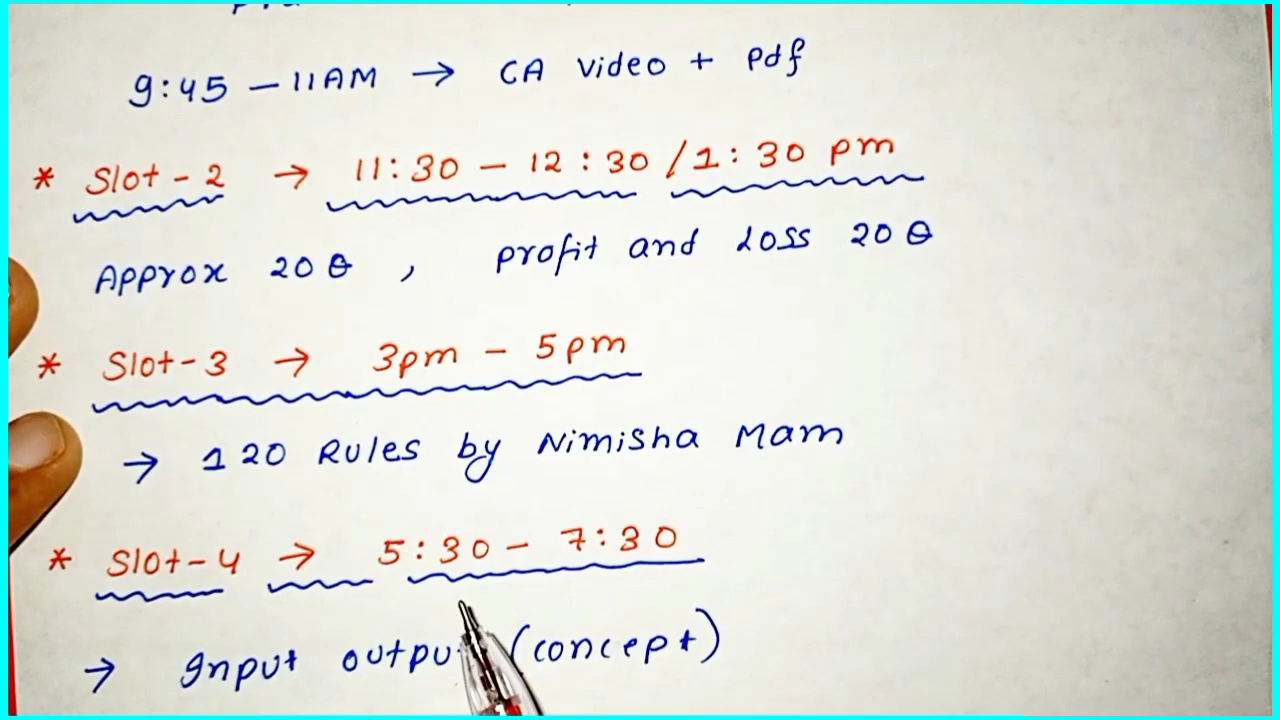 9:45 - 11AM → CA video + pdf
* Slot - 2 → 11:30 - 12:30 / 1:30 pm
Approx 20 Q , profit and Loss 20 Q
* Slot - 3 → 3pm - 5pm
→ 120 Rules by Nimisha Mam
* Slot - 4 → 5:30 - 7:30
→ Input output (concept)